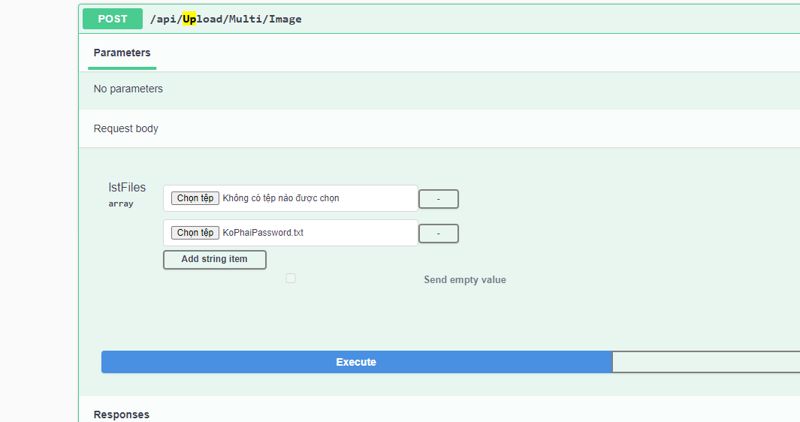 POST /api/Upload/Multi/Image
Parameters
No parameters
Request body
lstFiles
array
Chọn tệp Không có tệp nào được chọn -
Chọn tệp KoPhaiPassword.txt -
Add string item
Send empty value
Execute
Responses